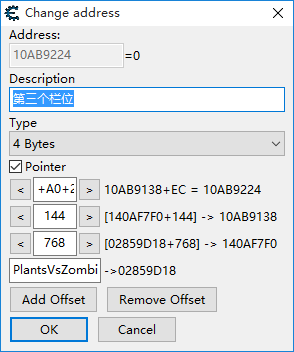 Change address
Address:
10AB9224 =0
Description
第三个栏位
Type
4 Bytes
Pointer
< +A0+2 > 10AB9138+EC = 10AB9224
< 144 > [140AF7F0+144] -> 10AB9138
< 768 > [02859D18+768] -> 140AF7F0
PlantsVsZombi ->02859D18
Add Offset Remove Offset
OK Cancel